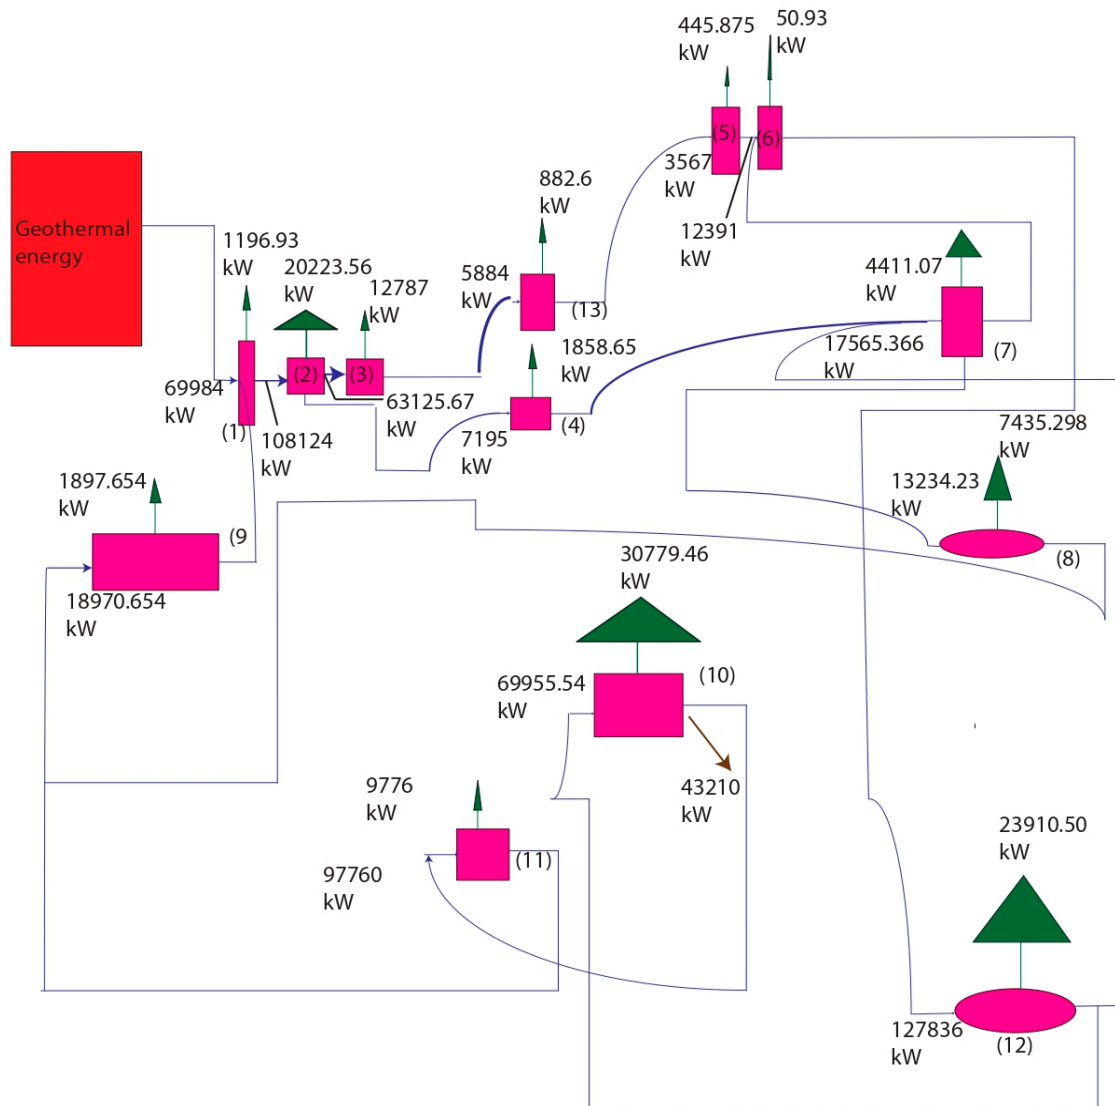 445.875
kW
50.93
kW
(5)
(6)
3567
kW
12391
kW
882.6
kW
Geothermal
energy
1196.93
kW
20223.56
kW
12787
kW
5884
kW
(13)
4411.07
kW
17565.366
kW
(7)
1858.65
kW
(2)
(3)
69984
kW
(1)
108124
kW
63125.67
kW
7195
kW
(4)
7435.298
kW
13234.23
kW
(8)
1897.654
kW
(9)
18970.654
kW
30779.46
kW
69955.54
kW
(10)
43210
kW
9776
kW
(11)
97760
kW
23910.50
kW
127836
kW
(12)